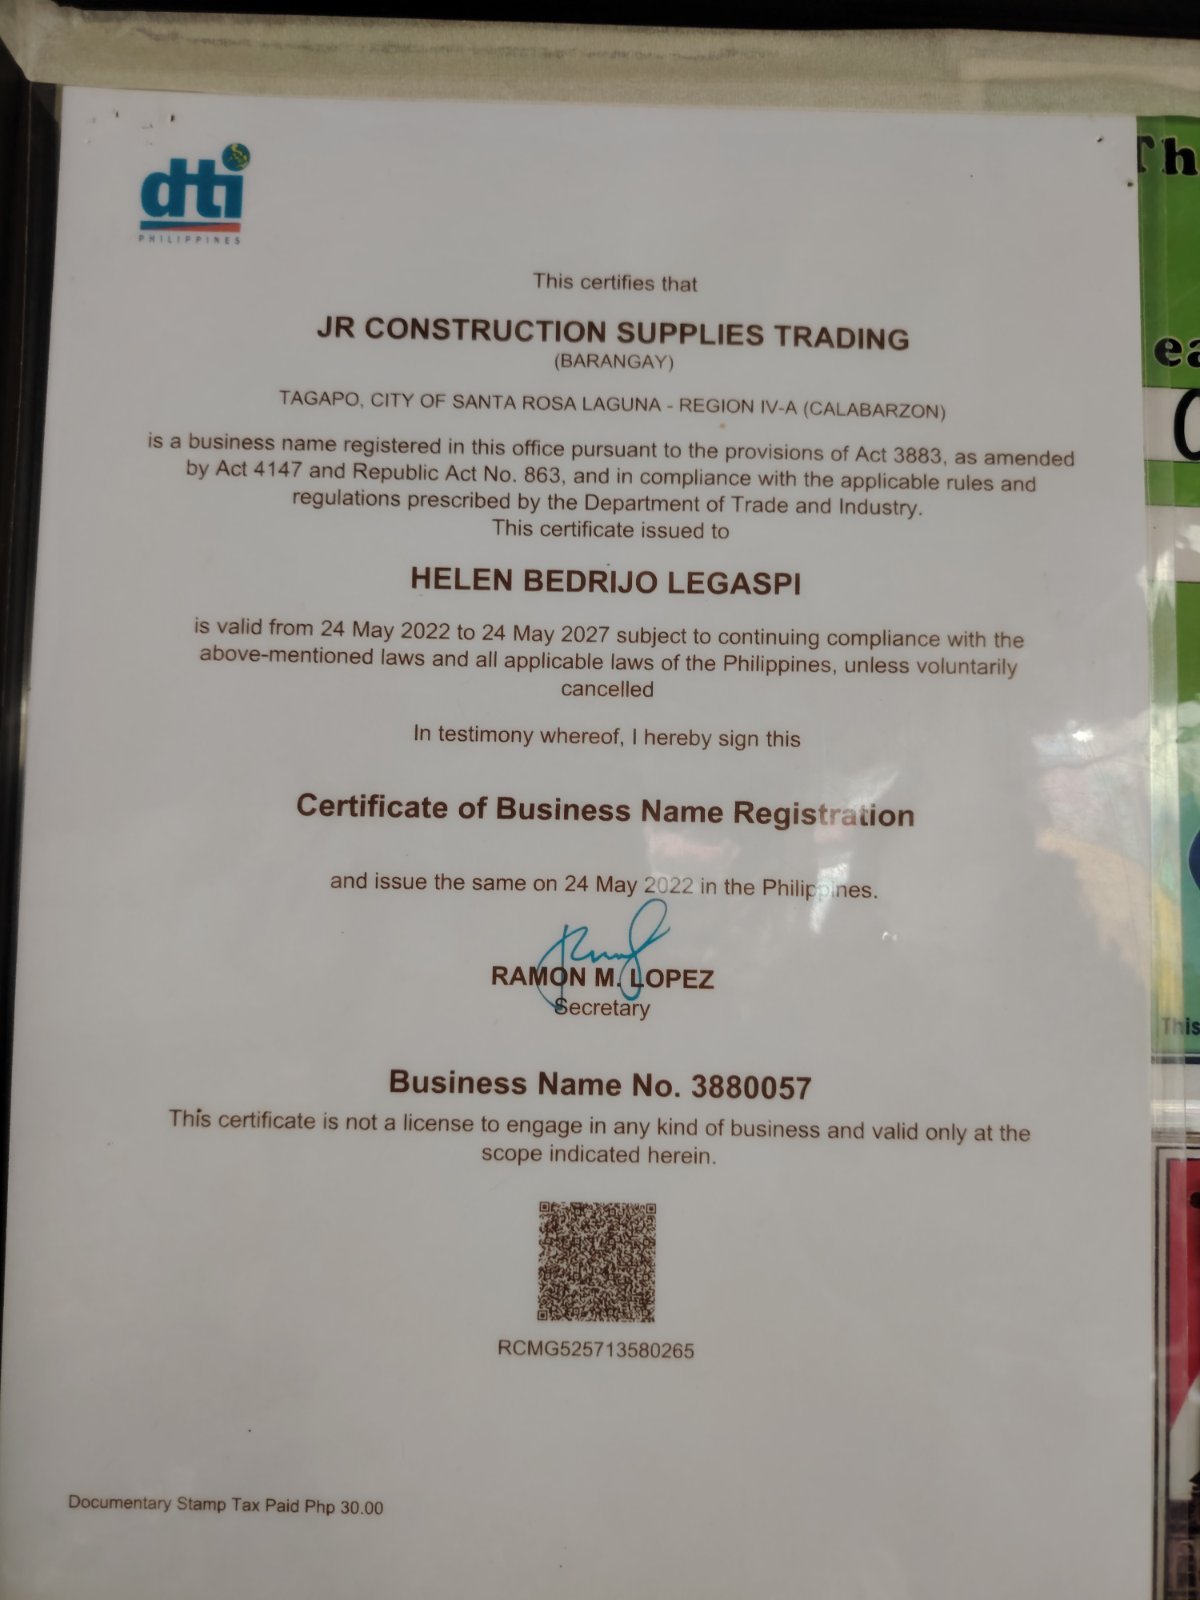 dti
PHILIPPINES
This certifies that
JR CONSTRUCTION SUPPLIES TRADING
(BARANGAY)
TAGAPO, CITY OF SANTA ROSA LAGUNA - REGION IV-A (CALABARZON)
is a business name registered in this office pursuant to the provisions of Act 3883, as amended
by Act 4147 and Republic Act No. 863, and in compliance with the applicable rules and
regulations prescribed by the Department of Trade and Industry.
This certificate issued to
HELEN BEDRIJO LEGASPI
is valid from 24 May 2022 to 24 May 2027 subject to continuing compliance with the
above-mentioned laws and all applicable laws of the Philippines, unless voluntarily
cancelled
In testimony whereof, I hereby sign this
Certificate of Business Name Registration
and issue the same on 24 May 2022 in the Philippines.
RAMON M. LOPEZ
Secretary
Business Name No. 3880057
This certificate is not a license to engage in any kind of business and valid only at the
scope indicated herein.
RCMG525713580265
Documentary Stamp Tax Paid Php 30.00
Th
ea
This